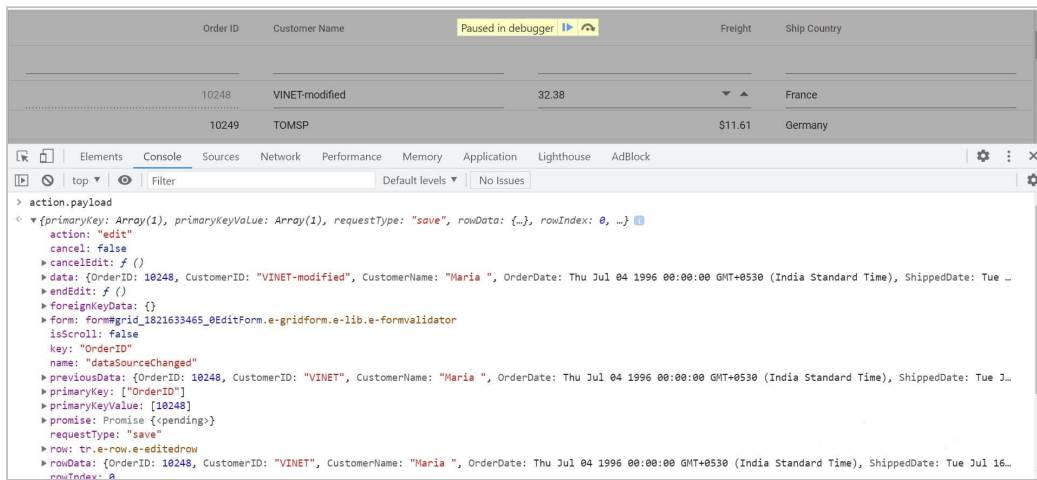 Order ID Customer Name Paused in debugger Freight Ship Country
10248 VINET-modified 32.38 France
10249 TOMSP $11.61 Germany
Elements Console Sources Network Performance Memory Application Lighthouse AdBlock
top ▼ Filter Default levels ▼ No Issues
> action.payload
<· ▼{primaryKey: Array(1), primaryKeyValue: Array(1), requestType: "save", rowData: {…}, rowIndex: 0, …} i
action: "edit"
cancel: false
▶ cancelEdit: ƒ ()
▶ data: {OrderID: 10248, CustomerID: "VINET-modified", CustomerName: "Maria ", OrderDate: Thu Jul 04 1996 00:00:00 GMT+0530 (India Standard Time), ShippedDate: Tue …
▶ endEdit: ƒ ()
▶ foreignKeyData: {}
▶ form: form#grid_1821633465_0EditForm.e-gridform.e-lib.e-formvalidator
isScroll: false
key: "OrderID"
name: "dataSourceChanged"
▶ previousData: {OrderID: 10248, CustomerID: "VINET", CustomerName: "Maria ", OrderDate: Thu Jul 04 1996 00:00:00 GMT+0530 (India Standard Time), ShippedDate: Tue J…
▶ primaryKey: ["OrderID"]
▶ primaryKeyValue: [10248]
▶ promise: Promise {<pending>}
requestType: "save"
▶ row: tr.e-row.e-editedrow
▶ rowData: {OrderID: 10248, CustomerID: "VINET", CustomerName: "Maria ", OrderDate: Thu Jul 04 1996 00:00:00 GMT+0530 (India Standard Time), ShippedDate: Tue Jul 16…
rowIndex: 0